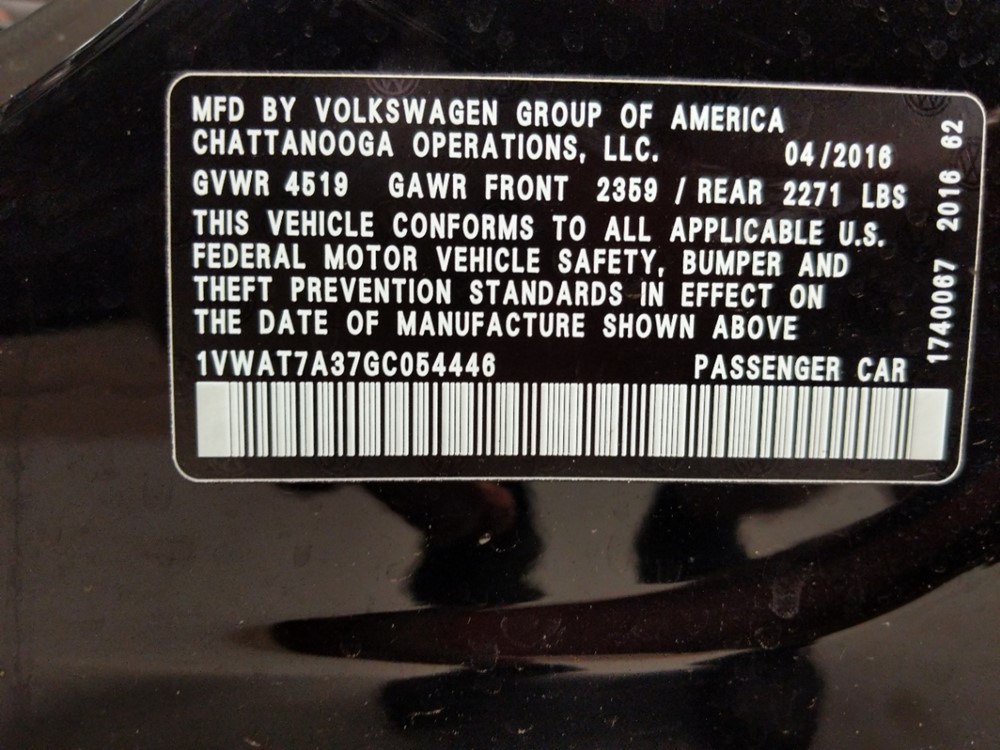 MFD BY VOLKSWAGEN GROUP OF AMERICA
CHATTANOOGA OPERATIONS, LLC. 04/2016
GVWR 4519 GAWR FRONT 2359 / REAR 2271 LBS
THIS VEHICLE CONFORMS TO ALL APPLICABLE U.S.
FEDERAL MOTOR VEHICLE SAFETY, BUMPER AND
THEFT PREVENTION STANDARDS IN EFFECT ON
THE DATE OF MANUFACTURE SHOWN ABOVE
1VWAT7A37GC054446 PASSENGER CAR
1740067 2016 62